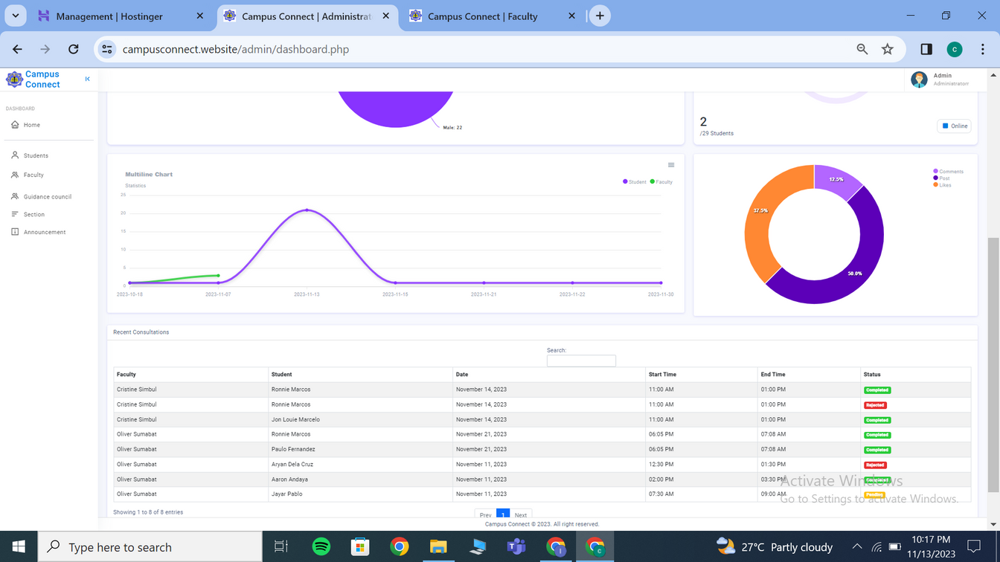 Management | Hostinger
Campus Connect | Administrat
Campus Connect | Faculty
campusconnect.website/admin/dashboard.php
C
Campus
Connect
Admin
Administratorr
DASHBOARD
Home
Students
Faculty
Guidance council
Section
Announcement
Male: 22
2
/29 Students
Online
Multiline Chart
Statistics
Student Faculty
25
20
15
10
5
0
2023-10-18 2023-11-07 2023-11-13 2023-11-15 2023-11-21 2023-11-22 2023-11-30
Comments
Post
Likes
12.5%
37.5%
50.0%
Recent Consultations
Search:
Faculty Student Date Start Time End Time Status
Cristine Simbul Ronnie Marcos November 14, 2023 11:00 AM 01:00 PM Completed
Cristine Simbul Ronnie Marcos November 14, 2023 11:00 AM 01:00 PM Rejected
Cristine Simbul Jon Louie Marcelo November 14, 2023 11:00 AM 01:00 PM Completed
Oliver Sumabat Ronnie Marcos November 21, 2023 06:05 PM 07:08 AM Completed
Oliver Sumabat Paulo Fernandez November 21, 2023 06:05 PM 07:08 AM Completed
Oliver Sumabat Aryan Dela Cruz November 11, 2023 12:30 PM 01:30 PM Rejected
Oliver Sumabat Aaron Andaya November 11, 2023 02:00 PM 03:30 PM Completed
Oliver Sumabat Jayar Pablo November 11, 2023 07:30 AM 09:00 AM Pending
Activate Windows
Go to Settings to activate Windows.
Showing 1 to 8 of 8 entries
Prev 1 Next
Campus Connect © 2023. All right reserved.
Type here to search
27°C Partly cloudy
10:17 PM
11/13/2023